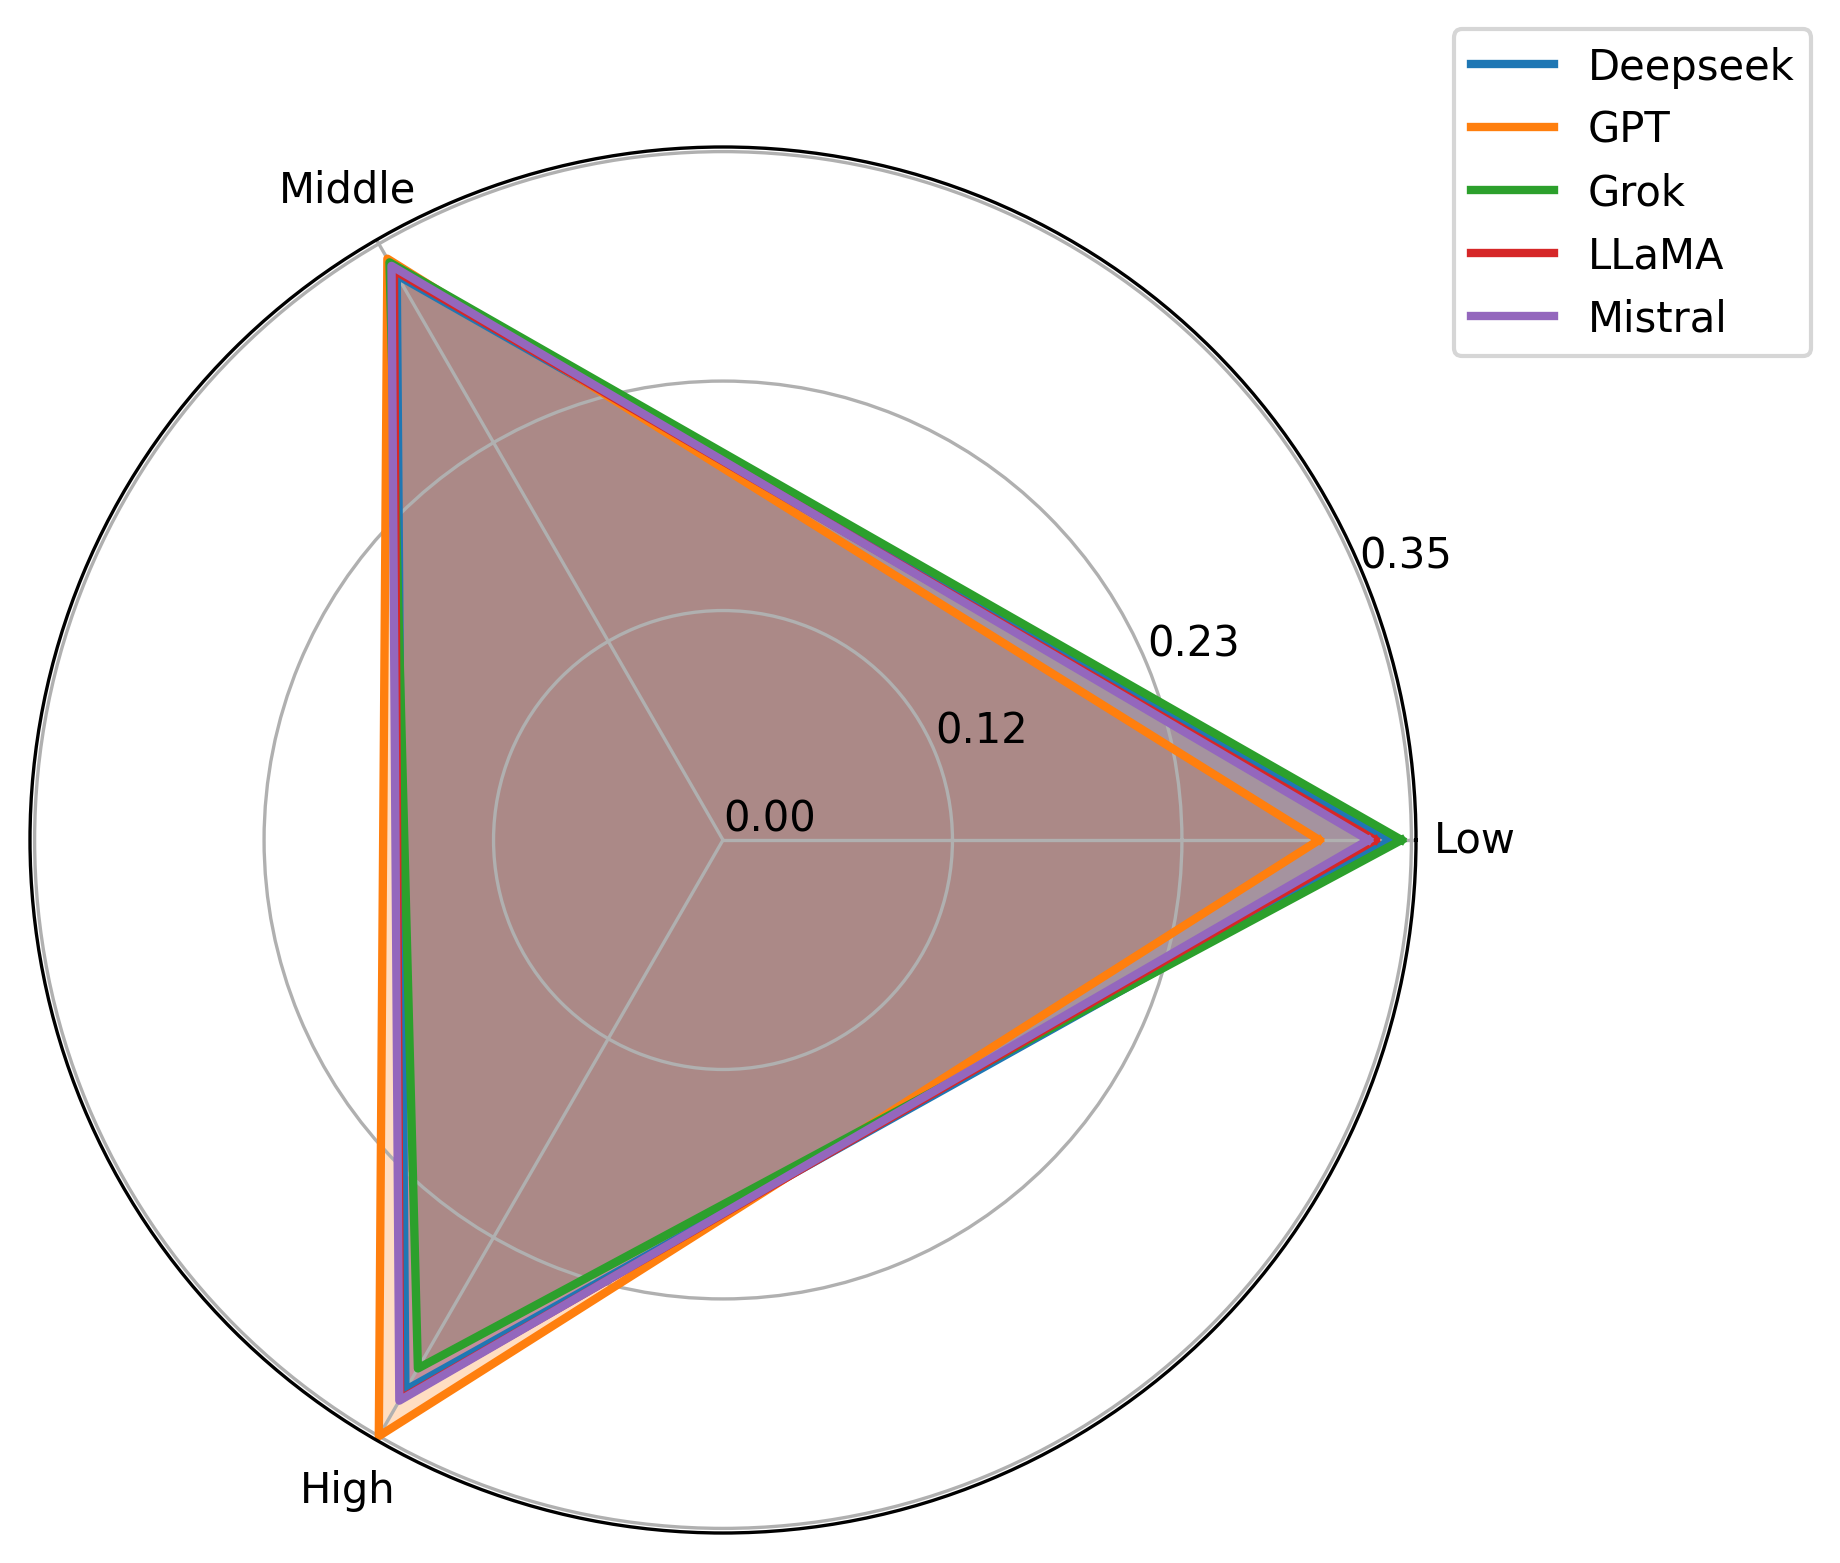 Deepseek
GPT
Grok
LLaMA
Mistral
Middle
0.35
0.23
0.12
0.00
Low
High